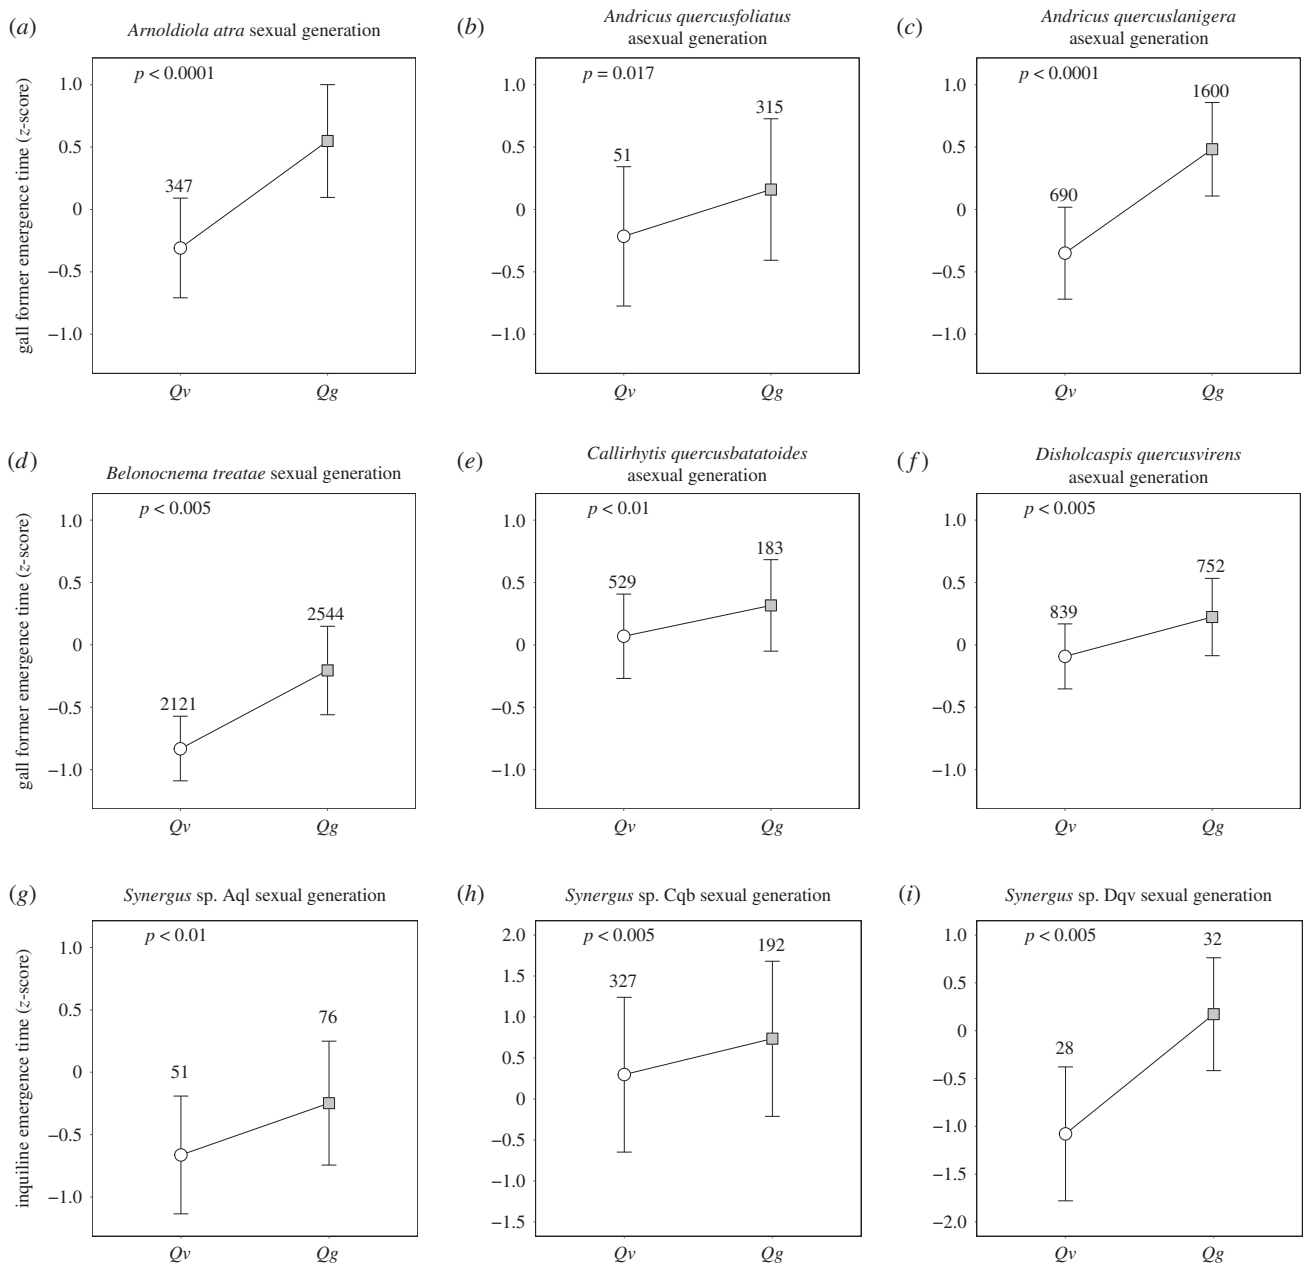 (a)
Arnoldiola atra sexual generation
gall former emergence time (z-score)
1.0
0.5
0
−0.5
−1.0
p < 0.0001
347
Qv
Qg
(b)
Andricus quercusfoliatus
asexual generation
1.0
0.5
0
−0.5
−1.0
p = 0.017
51
315
Qv
Qg
(c)
Andricus quercuslanigera
asexual generation
1.0
0.5
0
−0.5
−1.0
p < 0.0001
690
1600
Qv
Qg
(d)
Belonocnema treatae sexual generation
gall former emergence time (z-score)
1.0
0.5
0
−0.5
−1.0
p < 0.005
2121
2544
Qv
Qg
(e)
Callirhytis quercusbatatoides
asexual generation
1.0
0.5
0
−0.5
−1.0
p < 0.01
529
183
Qv
Qg
(f)
Disholcaspis quercusvirens
asexual generation
1.0
0.5
0
−0.5
−1.0
p < 0.005
839
752
Qv
Qg
(g)
Synergus sp. Aql sexual generation
inquiline emergence time (z-score)
1.0
0.5
0
−0.5
−1.0
p < 0.01
51
76
Qv
Qg
(h)
Synergus sp. Cqb sexual generation
2.0
1.5
1.0
0.5
0
−0.5
−1.0
−1.5
p < 0.005
327
192
Qv
Qg
(i)
Synergus sp. Dqv sexual generation
1.0
0.5
0
−0.5
−1.0
−1.5
−2.0
p < 0.005
28
32
Qv
Qg